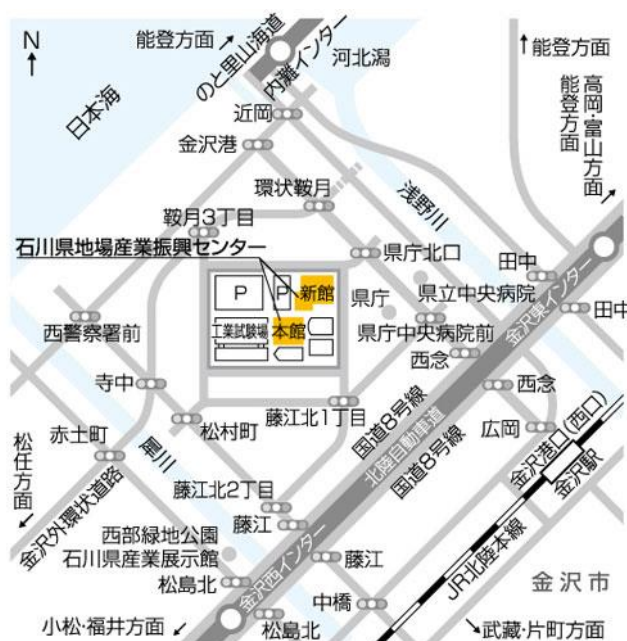 N
能登方面
のと里山海道
内灘インター
河北潟
能登方面
高岡・富山方面
能登方面
日本海
近岡
金沢港
環状鞍月
浅野川
鞍月3丁目
石川県地場産業振興センター
県庁北口
田中
P
P
新館
県庁
県立中央病院
金沢東インター
田中
西警察署前
工業試験場
本館
県庁中央病院前
西念
寺中
藤江北1丁目
国道8号線
北陸自動車道
国道8号線
西念
松任方面
赤土町
松村町
広岡
金沢港口(西口)
金沢駅
金沢外環状道路
犀川
藤江北2丁目
藤江
西部緑地公園
石川県産業展示館
金沢西インター
藤江
JR北陸本線
金沢市
松島北
中橋
小松・福井方面
松島北
武蔵・片町方面